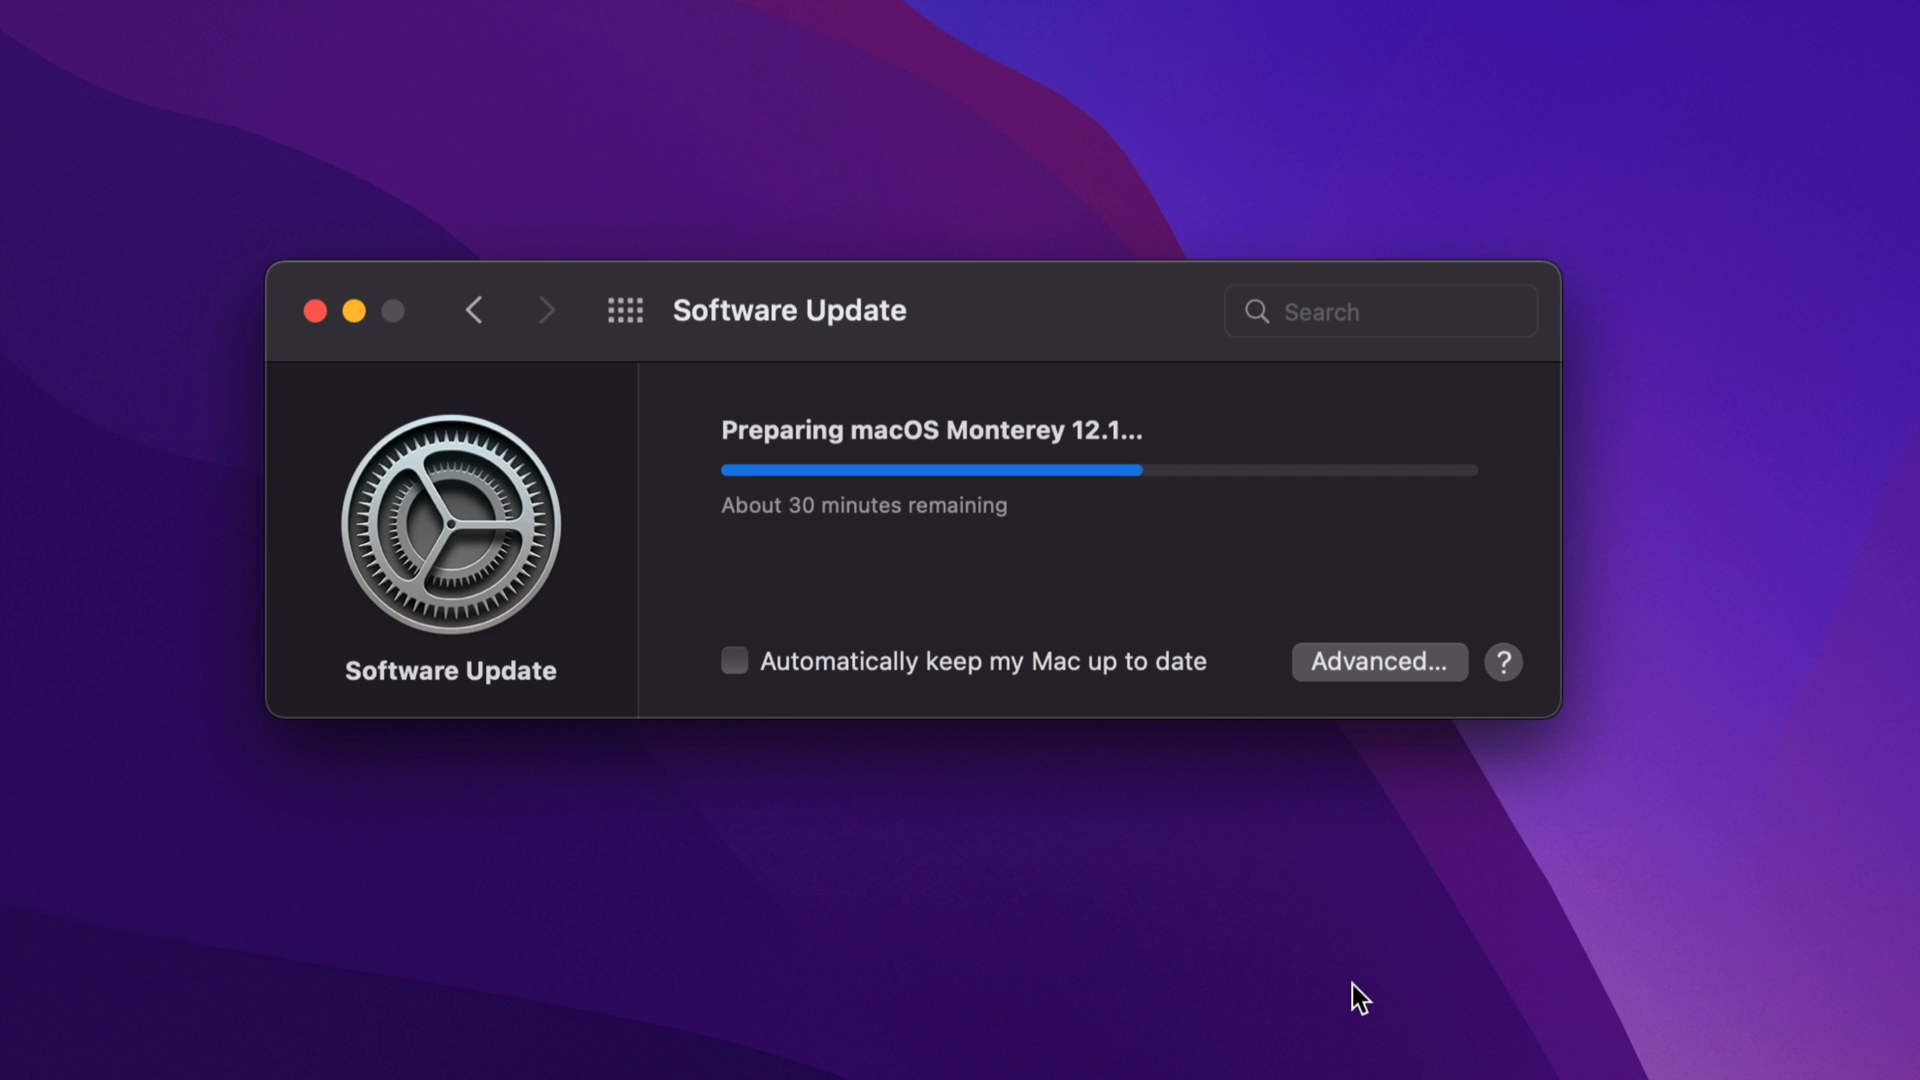 Software Update
Search
Preparing macOS Monterey 12.1...
About 30 minutes remaining
Automatically keep my Mac up to date
Advanced...
?
Software Update